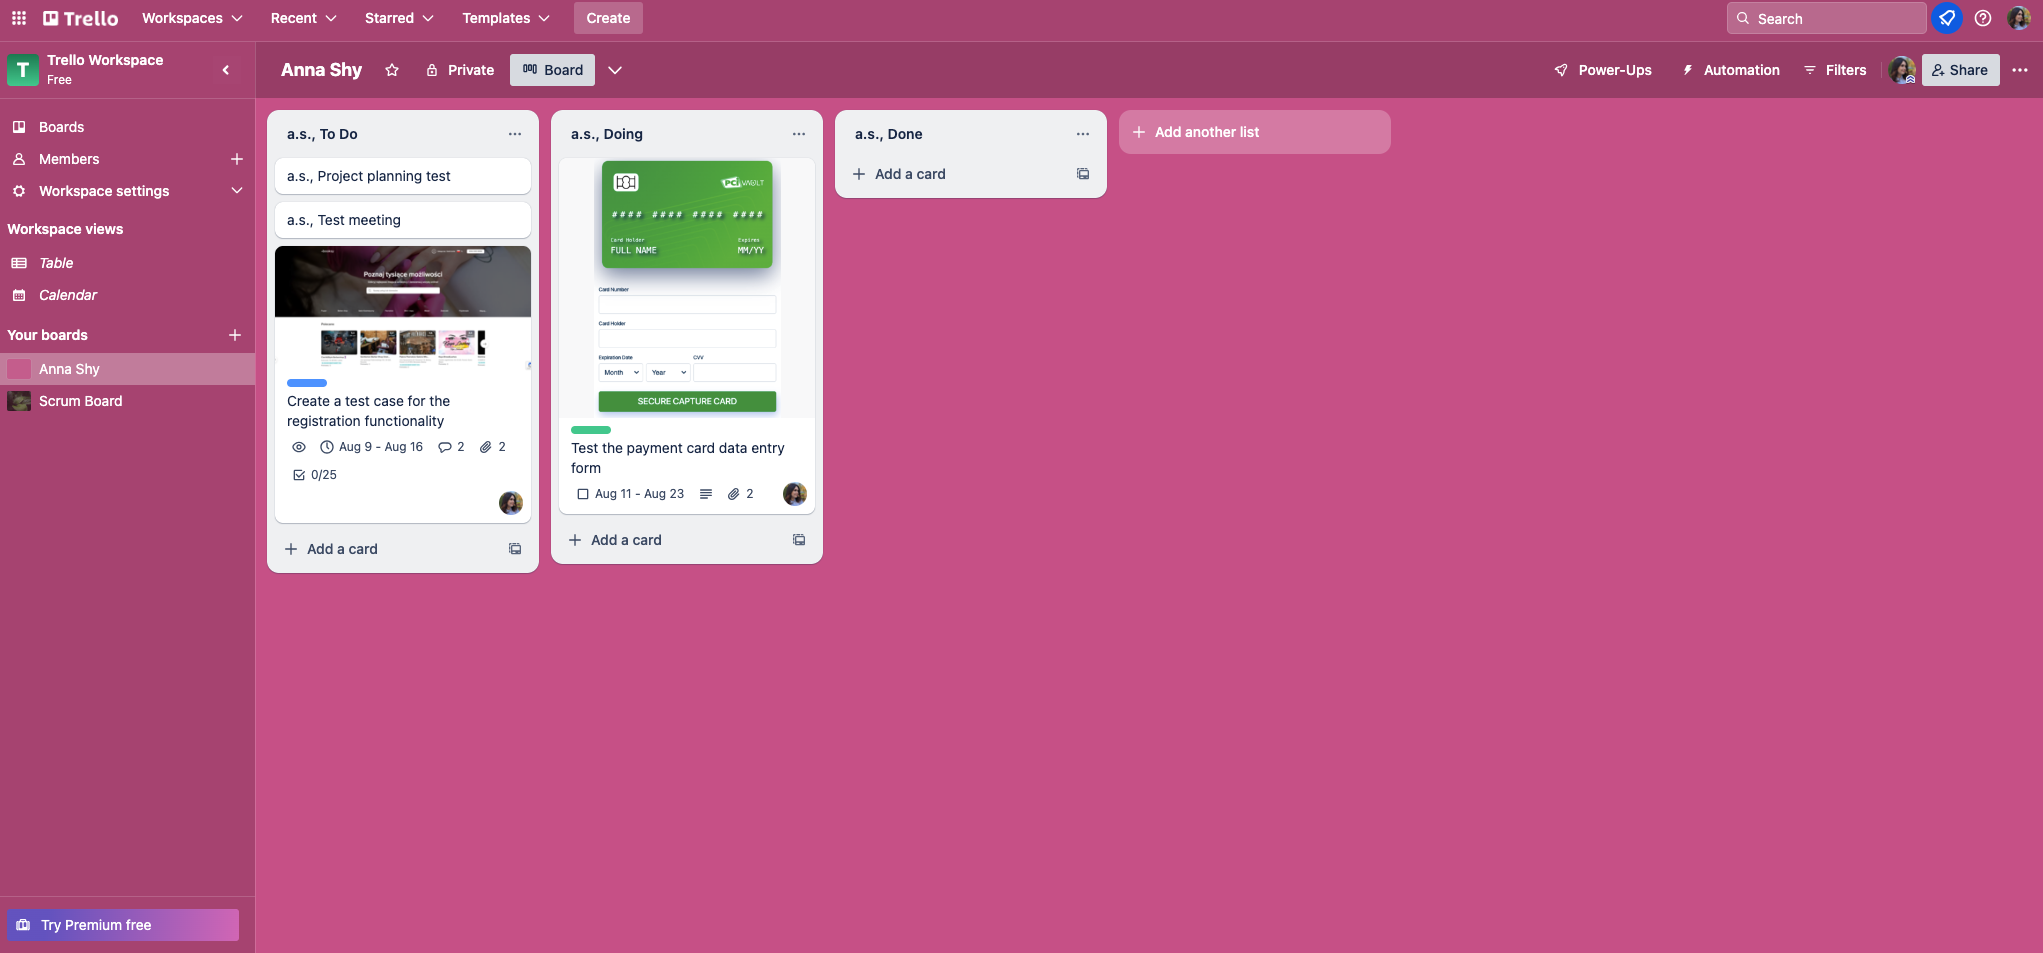 Trello
Workspaces
Recent
Starred
Templates
Create
Search
T
Trello Workspace
Free
Anna Shy
Private
Board
Power-Ups
Automation
Filters
Share
Boards
Members
Workspace settings
Workspace views
Table
Calendar
Your boards
Anna Shy
Scrum Board
Try Premium free
a.s., To Do
a.s., Project planning test
a.s., Test meeting
Poznaj tysiące możliwości
Create a test case for the
registration functionality
Aug 9 - Aug 16
2
2
0/25
Add a card
a.s., Doing
PCI VAULT
#### #### #### ####
Card Holder
Expires
FULL NAME
MM/YY
Card Number
Card Holder
Expiration Date
CVV
Month
Year
SECURE CAPTURE CARD
Test the payment card data entry
form
Aug 11 - Aug 23
2
Add a card
a.s., Done
Add a card
Add another list